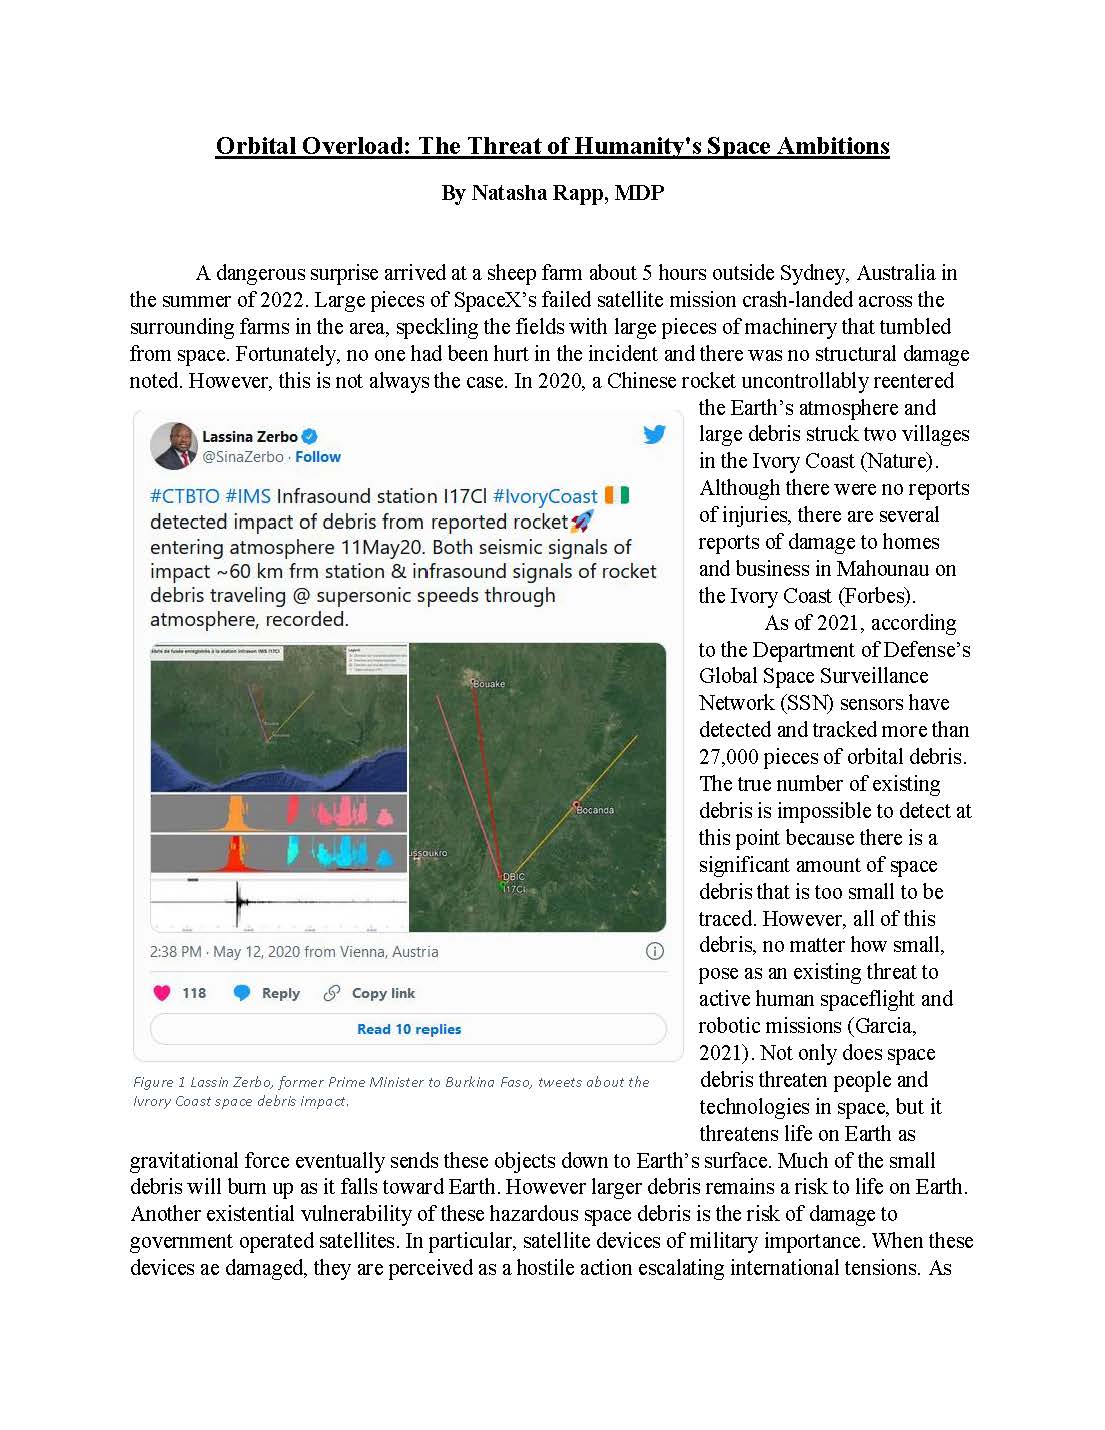 Orbital Overload: The Threat of Humanity's Space Ambitions
By Natasha Rapp, MDP
A dangerous surprise arrived at a sheep farm about 5 hours outside Sydney, Australia in
the summer of 2022. Large pieces of SpaceX’s failed satellite mission crash-landed across the
surrounding farms in the area, speckling the fields with large pieces of machinery that tumbled
from space. Fortunately, no one had been hurt in the incident and there was no structural damage
noted. However, this is not always the case. In 2020, a Chinese rocket uncontrollably reentered
the Earth’s atmosphere and
large debris struck two villages
in the Ivory Coast (Nature).
Although there were no reports
of injuries, there are several
reports of damage to homes
and business in Mahounau on
the Ivory Coast (Forbes).
As of 2021, according
to the Department of Defense’s
Global Space Surveillance
Network (SSN) sensors have
detected and tracked more than
27,000 pieces of orbital debris.
The true number of existing
debris is impossible to detect at
this point because there is a
significant amount of space
debris that is too small to be
traced. However, all of this
debris, no matter how small,
pose as an existing threat to
active human spaceflight and
robotic missions (Garcia,
2021). Not only does space
debris threaten people and
technologies in space, but it
threatens life on Earth as
Lassina Zerbo
@SinaZerbo · Follow
#CTBTO #IMS Infrasound station I17CI #IvoryCoast 🇨🇮
detected impact of debris from reported rocket🚀
entering atmosphere 11May20. Both seismic signals of
impact ~60 km frm station & infrasound signals of rocket
debris traveling @ supersonic speeds through
atmosphere, recorded.
Bouake
Bocanda
ussoukro
DBIC
I17CI
2:38 PM · May 12, 2020 from Vienna, Austria
118 Reply Copy link
Read 10 replies
Figure 1 Lassin Zerbo, former Prime Minister to Burkina Faso, tweets about the
Ivrory Coast space debris impact.
gravitational force eventually sends these objects down to Earth’s surface. Much of the small
debris will burn up as it falls toward Earth. However larger debris remains a risk to life on Earth.
Another existential vulnerability of these hazardous space debris is the risk of damage to
government operated satellites. In particular, satellite devices of military importance. When these
devices ae damaged, they are perceived as a hostile action escalating international tensions. As